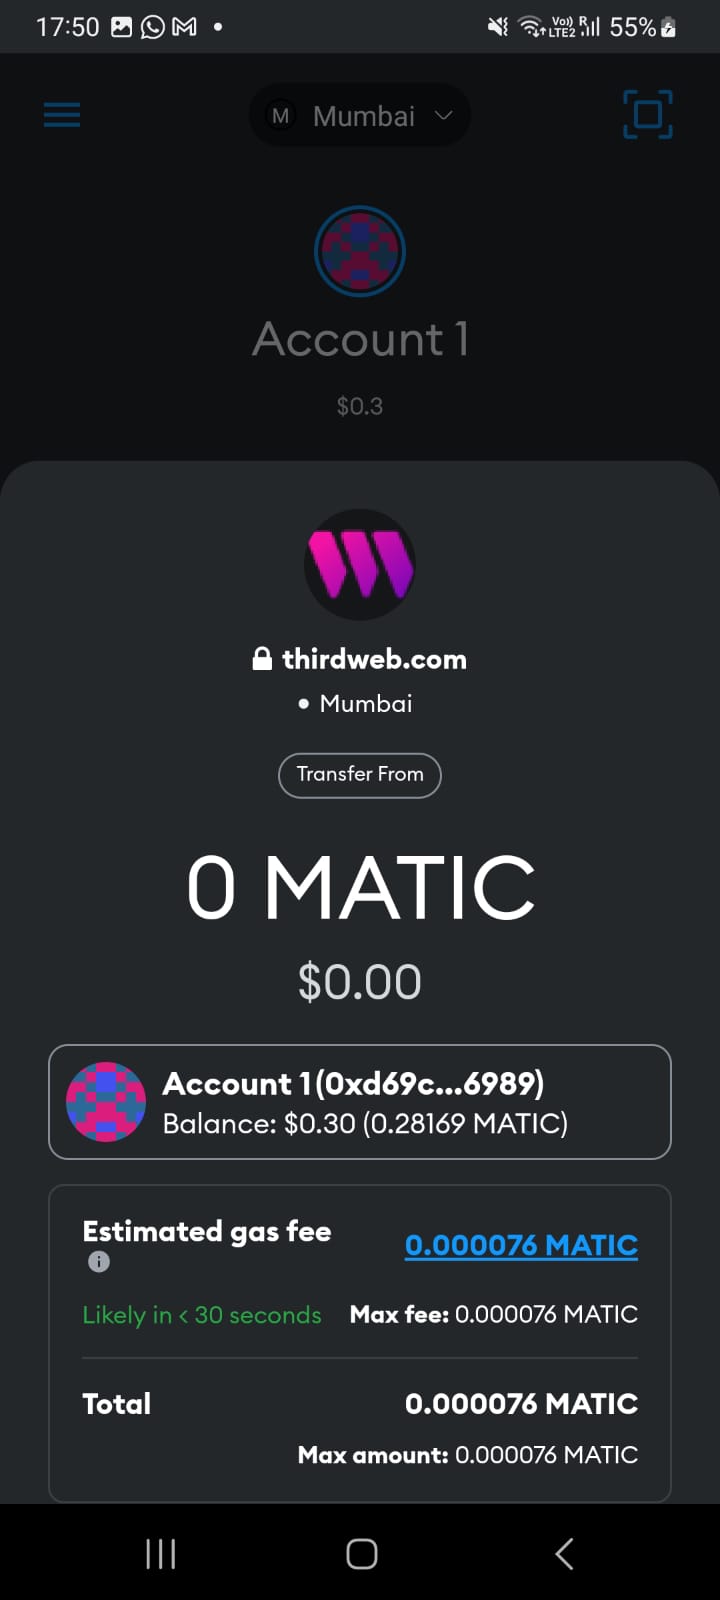 17:50
Vo)) R
LTE2 55%
M Mumbai
Account 1
$0.3
thirdweb.com
• Mumbai
Transfer From
0 MATIC
$0.00
Account 1(0xd69c...6989)
Balance: $0.30 (0.28169 MATIC)
Estimated gas fee
0.000076 MATIC
Likely in < 30 seconds Max fee: 0.000076 MATIC
Total 0.000076 MATIC
Max amount: 0.000076 MATIC